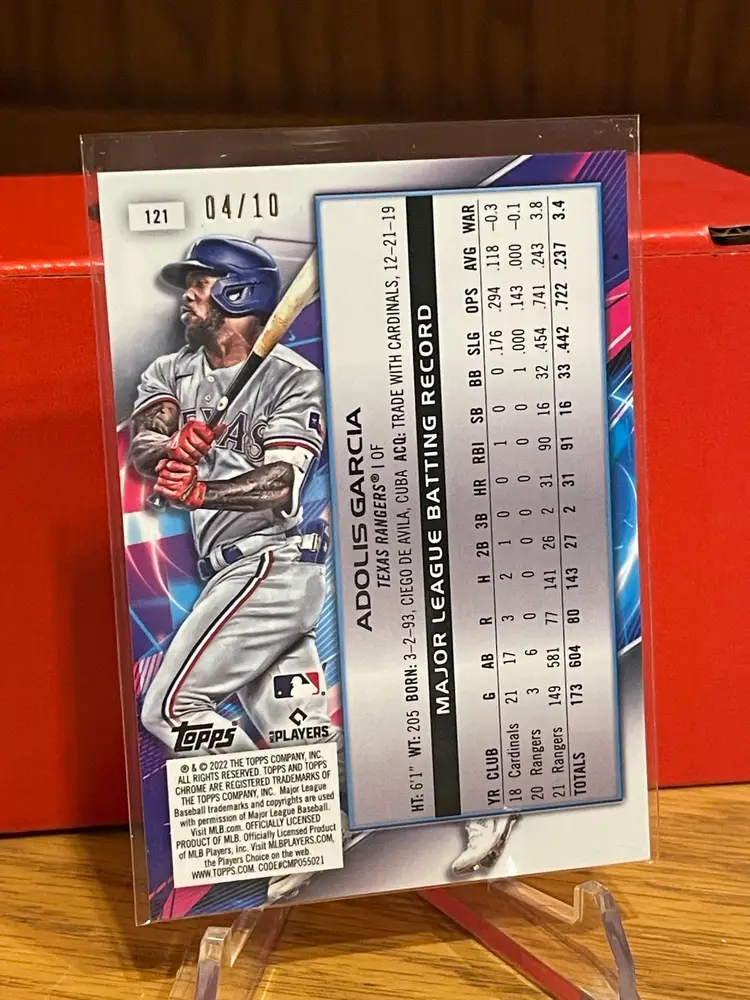 121
04/10
ADOLIS GARCIA
TEXAS RANGERS® | OF
HT: 6'1" WT: 205 BORN: 3-2-93, CIEGO DE AVILA, CUBA ACQ: TRADE WITH CARDINALS, 12-21-19
MAJOR LEAGUE BATTING RECORD
YR CLUB G AB R H 2B 3B HR RBI SB BB SLG OPS AVG WAR
18 Cardinals 21 17 3 2 1 0 0 1 0 0 .176 .294 .118 -0.3
20 Rangers 3 6 0 0 0 0 0 0 0 1 .000 .143 .000 -0.1
21 Rangers 149 581 77 141 26 2 31 90 16 32 .454 .741 .243 3.8
TOTALS 173 604 80 143 27 2 31 91 16 33 .442 .722 .237 3.4
TEXAS
Topps®
MLB PLAYERS
® & © 2022 THE TOPPS COMPANY, INC.
ALL RIGHTS RESERVED. TOPPS AND TOPPS
CHROME ARE REGISTERED TRADEMARKS OF
THE TOPPS COMPANY, INC. Major League
Baseball trademarks and copyrights are used
with permission of Major League Baseball.
Visit MLB.com. OFFICIALLY LICENSED
PRODUCT OF MLB. Officially Licensed Product
of MLB Players, Inc. Visit MLBPLAYERS.COM,
the Players Choice on the web.
WWW.TOPPS.COM. CODE#CMP055021